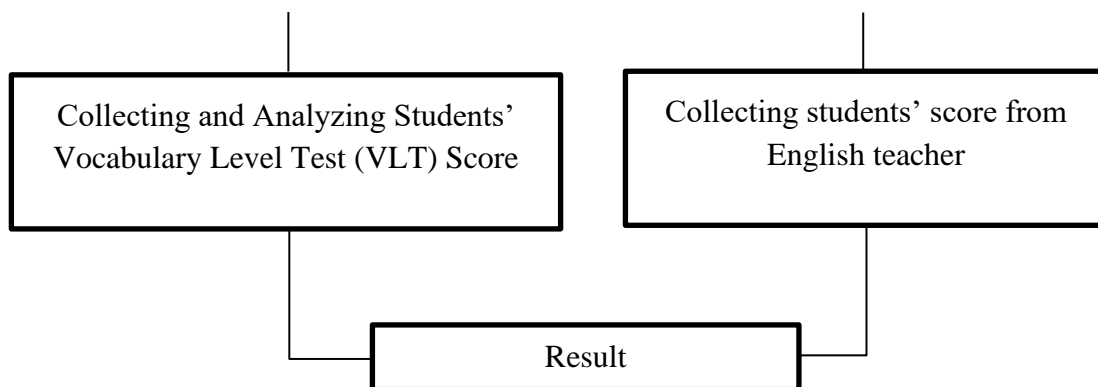 Collecting and Analyzing Students’
Vocabulary Level Test (VLT) Score
Collecting students’ score from
English teacher
Result